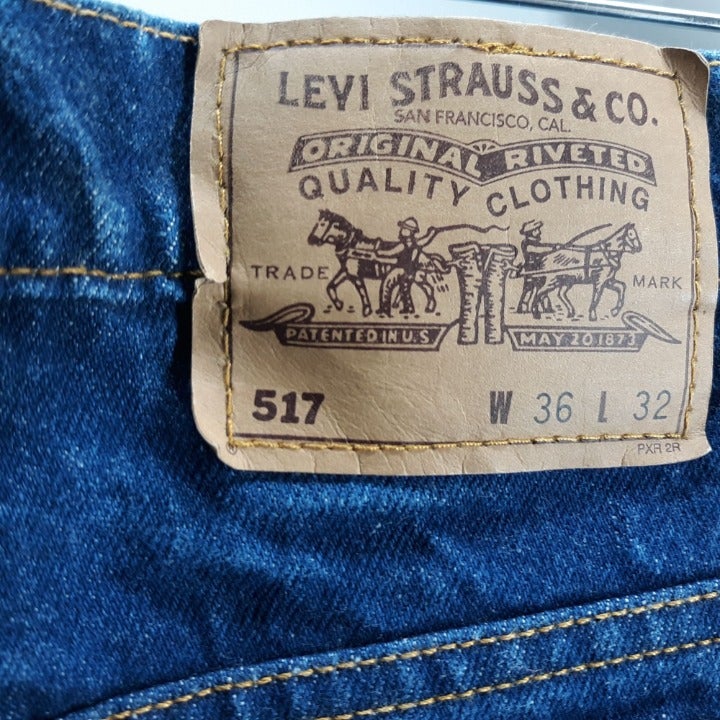 LEVI STRAUSS & CO.
SAN FRANCISCO, CAL.
ORIGINAL RIVETED
QUALITY CLOTHING
TRADE MARK
PATENTED IN U.S. MAY 20 1873
517 W 36 L 32
® PXR 2R